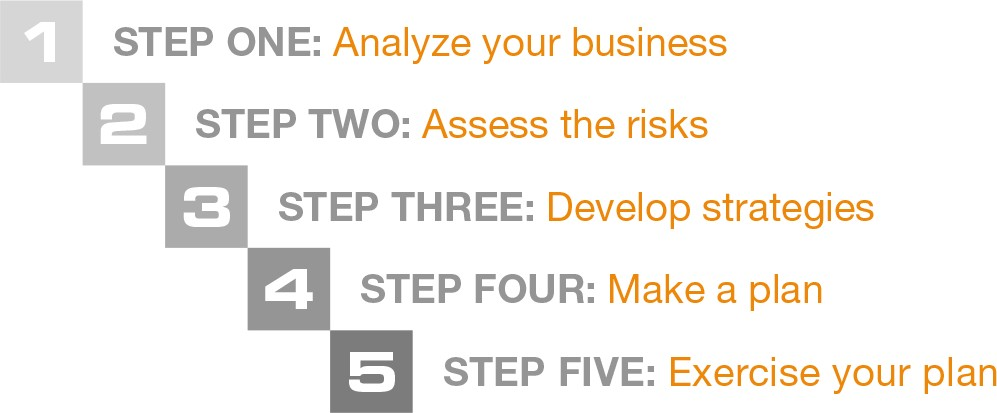 1 STEP ONE: Analyze your business
2 STEP TWO: Assess the risks
3 STEP THREE: Develop strategies
4 STEP FOUR: Make a plan
5 STEP FIVE: Exercise your plan